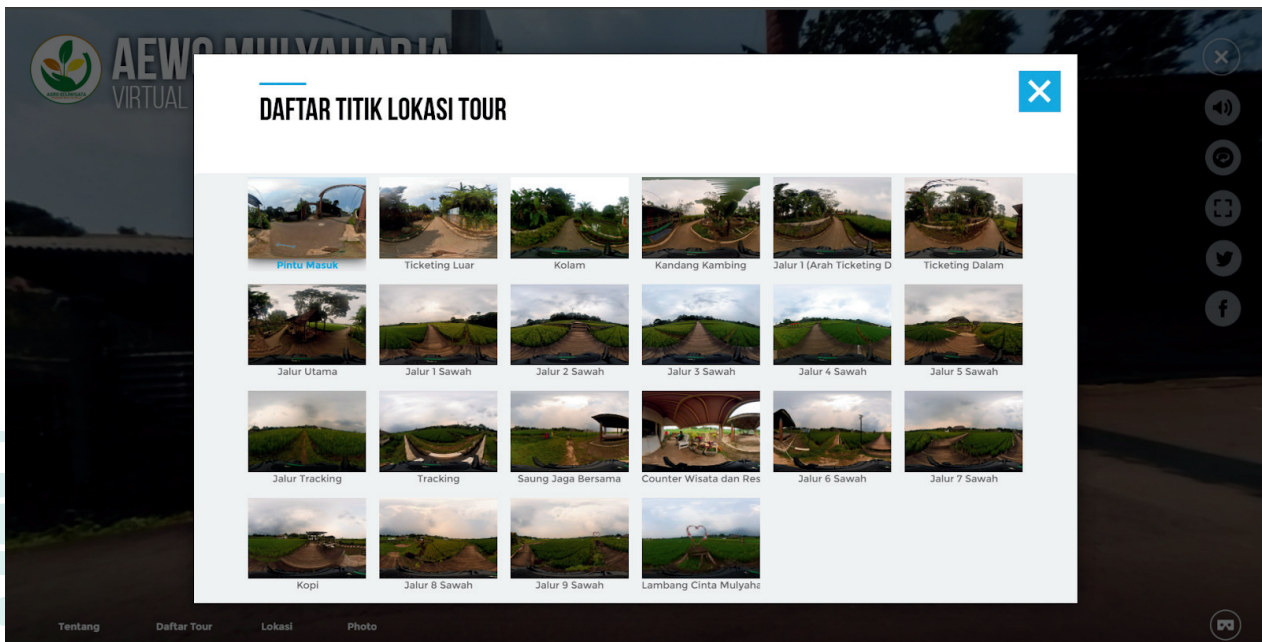 AEWO MULYAHARJA
VIRTUAL
DAFTAR TITIK LOKASI TOUR
Pintu Masuk
Ticketing Luar
Kolam
Kandang Kambing
Jalur 1 (Arah Ticketing D
Ticketing Dalam
Jalur Utama
Jalur 1 Sawah
Jalur 2 Sawah
Jalur 3 Sawah
Jalur 4 Sawah
Jalur 5 Sawah
Jalur Tracking
Tracking
Saung Jaga Bersama
Counter Wisata dan Res
Jalur 6 Sawah
Jalur 7 Sawah
Kopi
Jalur 8 Sawah
Jalur 9 Sawah
Lambang Cinta Mulyaha
Tentang
Daftar Tour
Lokasi
Photo